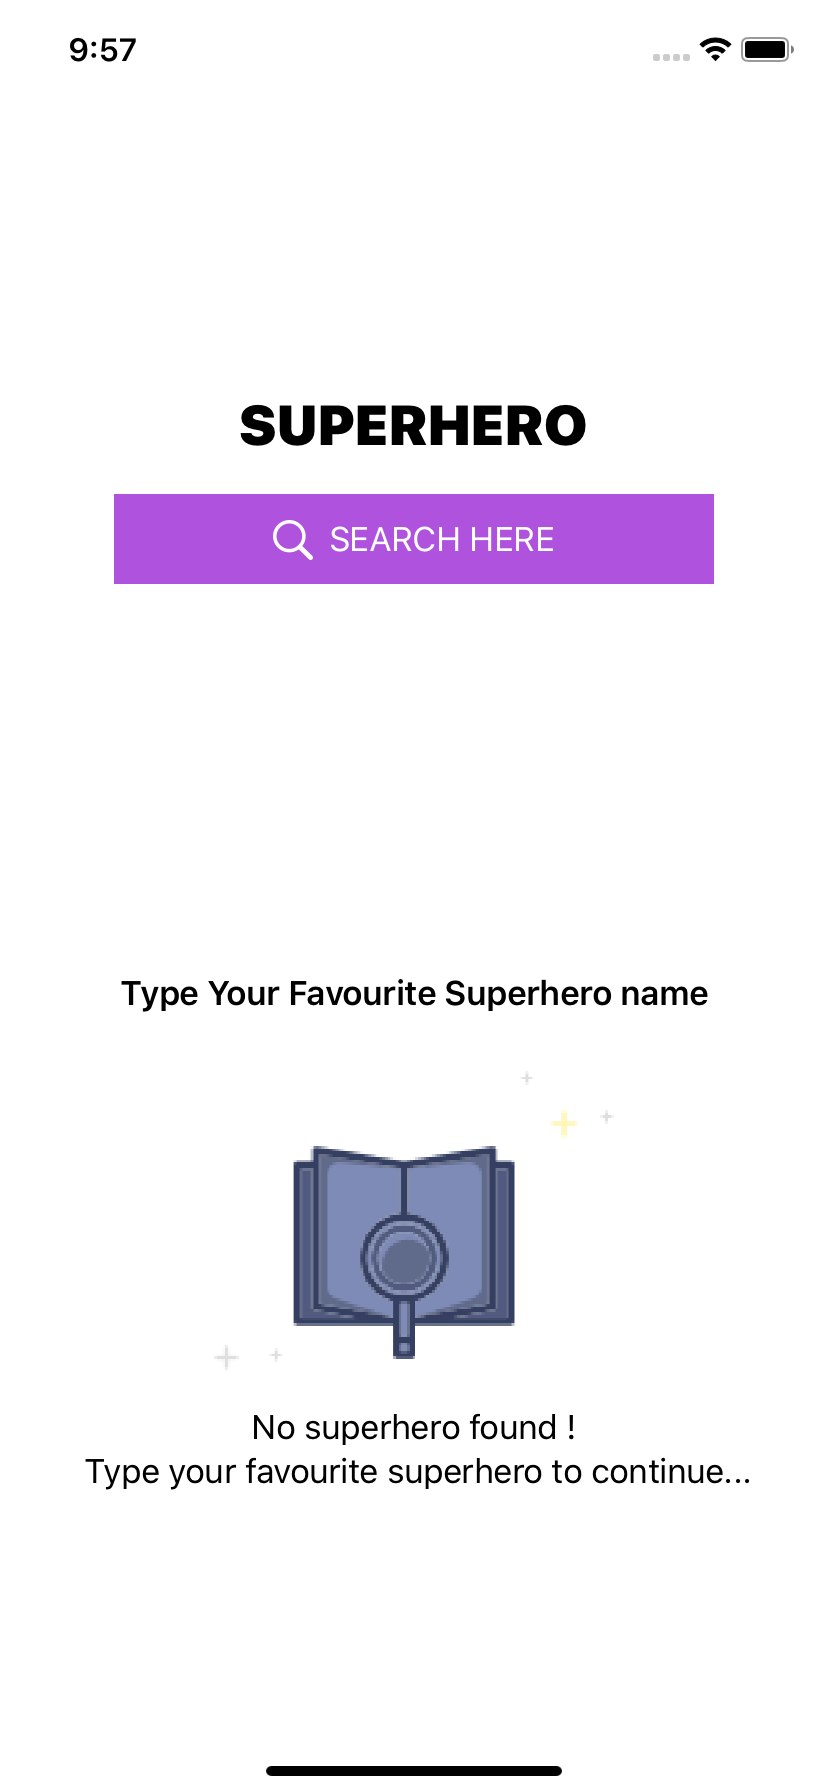 9:57
SUPERHERO
SEARCH HERE
Type Your Favourite Superhero name
No superhero found !
Type your favourite superhero to continue...